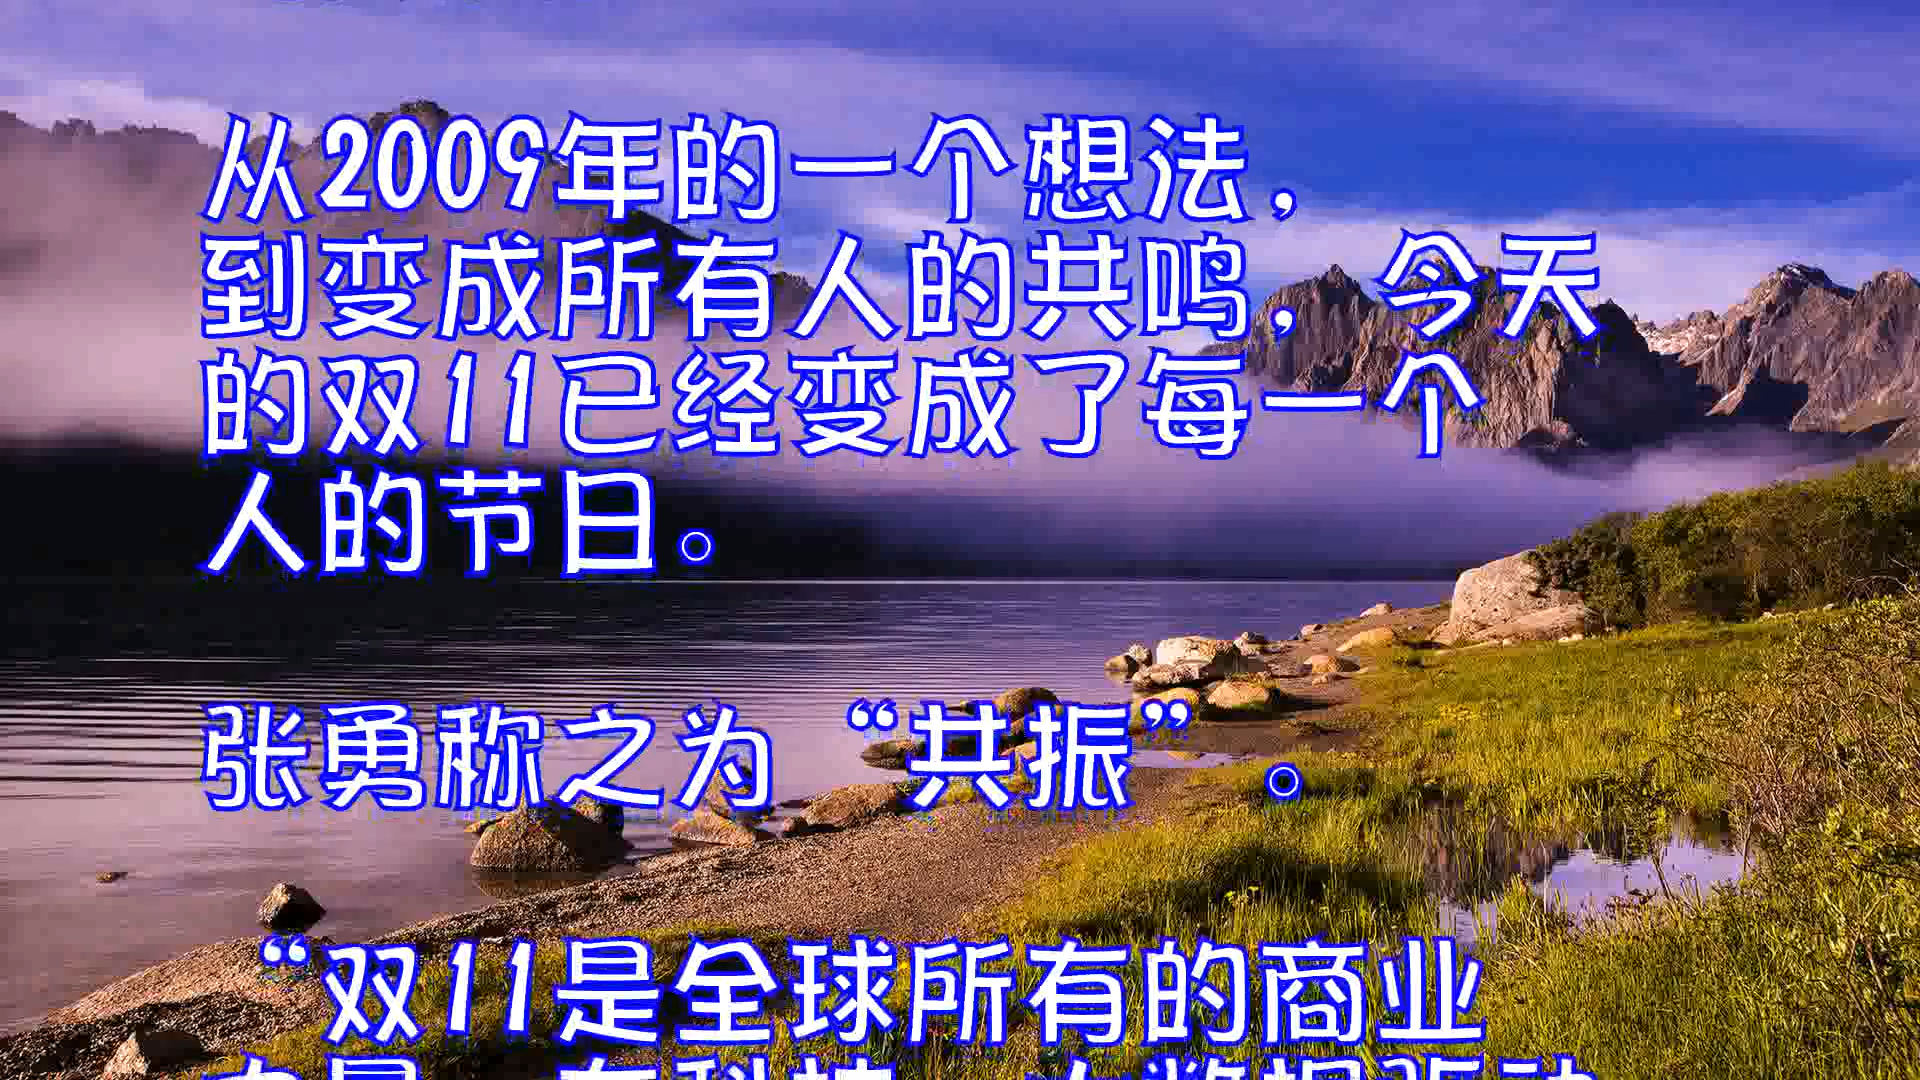 从2009年的一个想法，
到变成所有人的共呜，今天
的双11已经变成了每一个
人的节日。
张勇称之为“共振”。
“双11是全球所有的商业